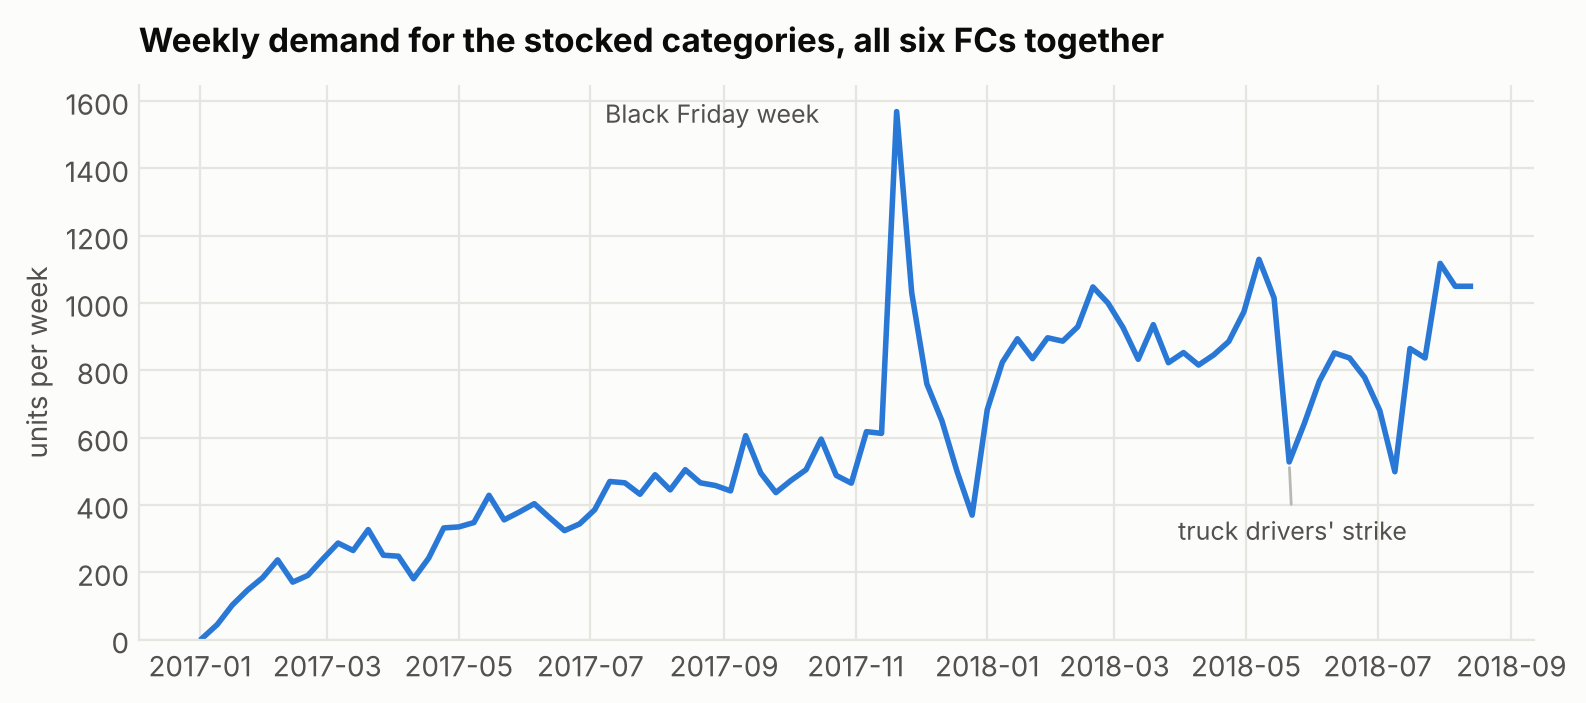 Weekly demand for the stocked categories, all six FCs together
units per week
1600
1400
1200
1000
800
600
400
200
0
Black Friday week
truck drivers' strike
2017-01 2017-03 2017-05 2017-07 2017-09 2017-11 2018-01 2018-03 2018-05 2018-07 2018-09